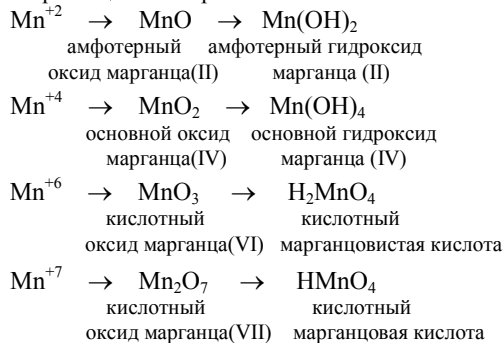 Mn⁺² → MnO → Mn(OH)₂
амфотерный амфотерный гидроксид
оксид марганца(II) марганца (II)
Mn⁺⁴ → MnO₂ → Mn(OH)₄
основной оксид основной гидроксид
марганца(IV) марганца (IV)
Mn⁺⁶ → MnO₃ → H₂MnO₄
кислотный кислотный
оксид марганца(VI) марганцовистая кислота
Mn⁺⁷ → Mn₂O₇ → HMnO₄
кислотный кислотный
оксид марганца(VII) марганцовая кислота